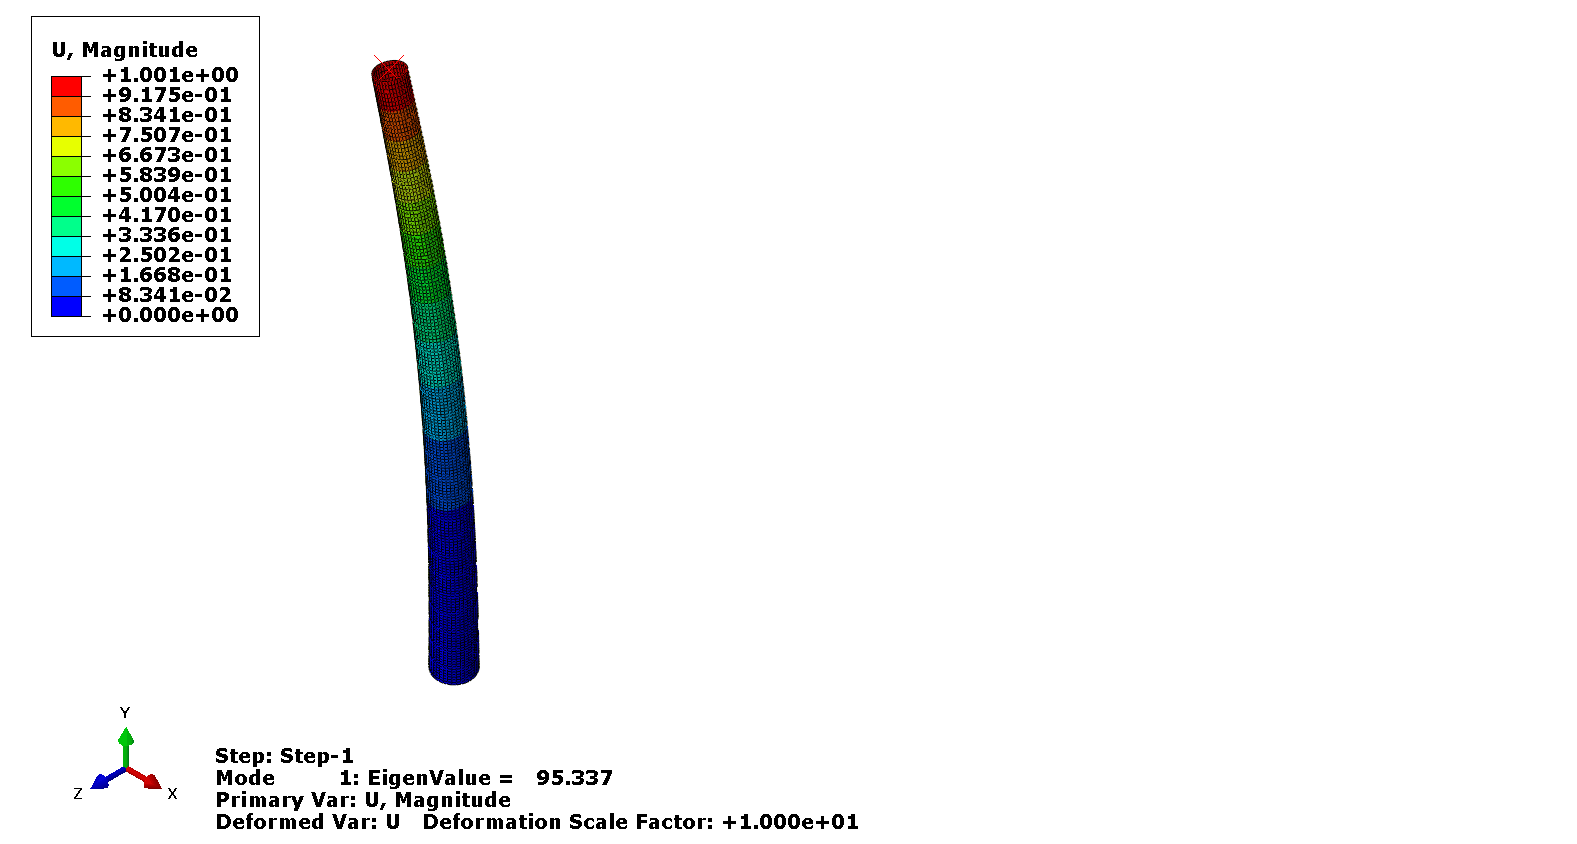 U, Magnitude
+1.001e+00
+9.175e-01
+8.341e-01
+7.507e-01
+6.673e-01
+5.839e-01
+5.004e-01
+4.170e-01
+3.336e-01
+2.502e-01
+1.668e-01
+8.341e-02
+0.000e+00
Y
Z
X
Step: Step-1
Mode 1: EigenValue = 95.337
Primary Var: U, Magnitude
Deformed Var: U Deformation Scale Factor: +1.000e+01